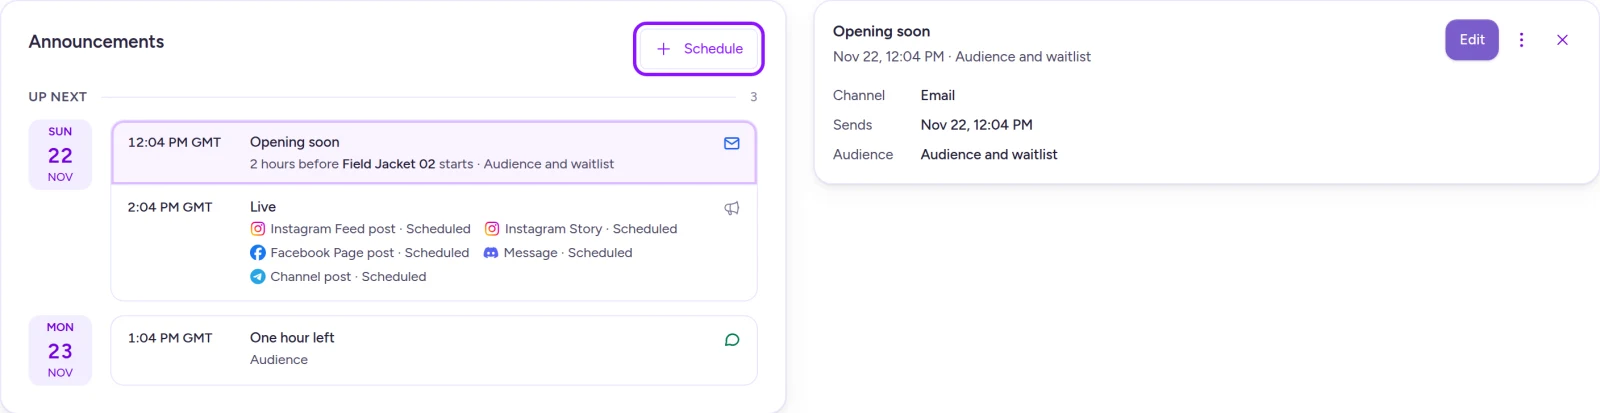 Announcements
Schedule
UP NEXT
3
SUN
22
NOV
12:04 PM GMT
Opening soon
2 hours before Field Jacket 02 starts · Audience and waitlist
2:04 PM GMT
Live
Instagram Feed post · Scheduled
Instagram Story · Scheduled
Facebook Page post · Scheduled
Message · Scheduled
Channel post · Scheduled
MON
23
NOV
1:04 PM GMT
One hour left
Audience
Opening soon
Nov 22, 12:04 PM · Audience and waitlist
Edit
Channel Email
Sends Nov 22, 12:04 PM
Audience Audience and waitlist